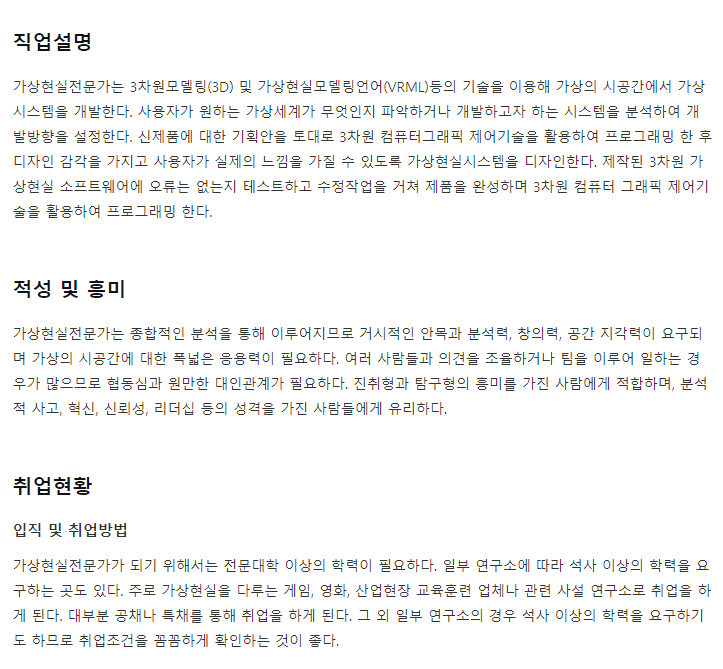 직업설명
가상현실전문가는 3차원모델링(3D) 및 가상현실모델링언어(VRML)등의 기술을 이용해 가상의 시공간에서 가상
시스템을 개발한다. 사용자가 원하는 가상세계가 무엇인지 파악하거나 개발하고자 하는 시스템을 분석하여 개
발방향을 설정한다. 신제품에 대한 기획안을 토대로 3차원 컴퓨터그래픽 제어기술을 활용하여 프로그래밍 한 후
디자인 감각을 가지고 사용자가 실제의 느낌을 가질 수 있도록 가상현실시스템을 디자인한다. 제작된 3차원 가
상현실 소프트웨어에 오류는 없는지 테스트하고 수정작업을 거쳐 제품을 완성하며 3차원 컴퓨터 그래픽 제어기
술을 활용하여 프로그래밍 한다.
적성 및 흥미
가상현실전문가는 종합적인 분석을 통해 이루어지므로 거시적인 안목과 분석력, 창의력, 공간 지각력이 요구되
며 가상의 시공간에 대한 폭넓은 응용력이 필요하다. 여러 사람들과 의견을 조율하거나 팀을 이루어 일하는 경
우가 많으므로 협동심과 원만한 대인관계가 필요하다. 진취형과 탐구형의 흥미를 가진 사람에게 적합하며, 분석
적 사고, 혁신, 신뢰성, 리더십 등의 성격을 가진 사람들에게 유리하다.
취업현황
입직 및 취업방법
가상현실전문가가 되기 위해서는 전문대학 이상의 학력이 필요하다. 일부 연구소에 따라 석사 이상의 학력을 요
구하는 곳도 있다. 주로 가상현실을 다루는 게임, 영화, 산업현장 교육훈련 업체나 관련 사설 연구소로 취업을 하
게 된다. 대부분 공채나 특채를 통해 취업을 하게 된다. 그 외 일부 연구소의 경우 석사 이상의 학력을 요구하기
도 하므로 취업조건을 꼼꼼하게 확인하는 것이 좋다.